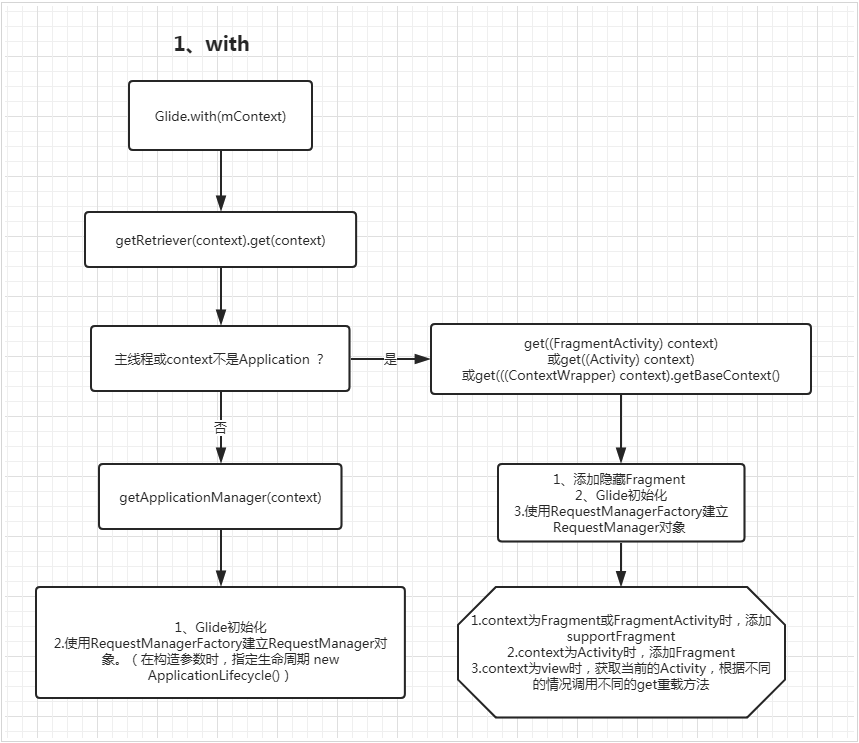 1、with
Glide.with(mContext)
getRetriever(context).get(context)
主线程或context不是Application ？
是
get((FragmentActivity) context)
或get((Activity) context)
或get(((ContextWrapper) context).getBaseContext()
否
getApplicationManager(context)
1、添加隐藏Fragment
2、Glide初始化
3.使用RequestManagerFactory建立
RequestManager对象
1、Glide初始化
2.使用RequestManagerFactory建立RequestManager对
象。（在构造参数时，指定生命周期 new
ApplicationLifecycle()）
1.context为Fragment或FragmentActivity时，添加
supportFragment
2.context为Activity时，添加Fragment
3.context为view时，获取当前的Activity，根据不同
的情况调用不同的get重载方法